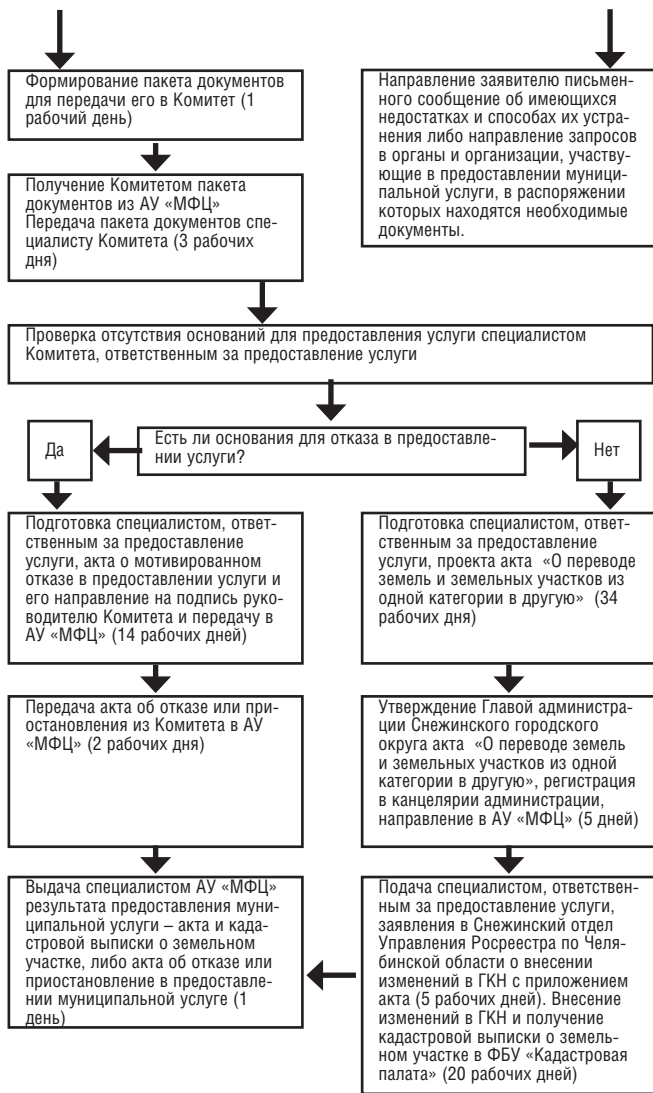 Формирование пакета документов
для передачи его в Комитет (1
рабочий день)
Направление заявителю письмен-
ного сообщение об имеющихся
недостатках и способах их устра-
нения либо направление запросов
в органы и организации, участву-
ющие в предоставлении муници-
пальной услуги, в распоряжении
которых находятся необходимые
документы.
Получение Комитетом пакета
документов из АУ «МФЦ»
Передача пакета документов спе-
циалисту Комитета (3 рабочих
дня)
Проверка отсутствия оснований для предоставления услуги специалистом
Комитета, ответственным за предоставление услуги
Да
Есть ли основания для отказа в предоставле-
нии услуги?
Нет
Подготовка специалистом, ответ-
ственным за предоставление
услуги, акта о мотивированном
отказе в предоставлении услуги и
его направление на подпись руко-
водителю Комитета и передачу в
АУ «МФЦ» (14 рабочих дней)
Подготовка специалистом, ответ-
ственным за предоставление
услуги, проекта акта «О переводе
земель и земельных участков из
одной категории в другую» (34
рабочих дня)
Передача акта об отказе или при-
остановления из Комитета в АУ
«МФЦ» (2 рабочих дня)
Утверждение Главой администра-
ции Снежинского городского
округа акта «О переводе земель
и земельных участков из одной
категории в другую», регистрация
в канцелярии администрации,
направление в АУ «МФЦ» (5 дней)
Выдача специалистом АУ «МФЦ»
результата предоставления муни-
ципальной услуги – акта и када-
стровой выписки о земельном
участке, либо акта об отказе или
приостановление в предоставле-
нии муниципальной услуге (1
день)
Подача специалистом, ответствен-
ным за предоставление услуги,
заявления в Снежинский отдел
Управления Росреестра по Челя-
бинской области о внесении
изменений в ГКН с приложением
акта (5 рабочих дней). Внесение
изменений в ГКН и получение
кадастровой выписки о земель-
ном участке в ФБУ «Кадастровая
палата» (20 рабочих дней)